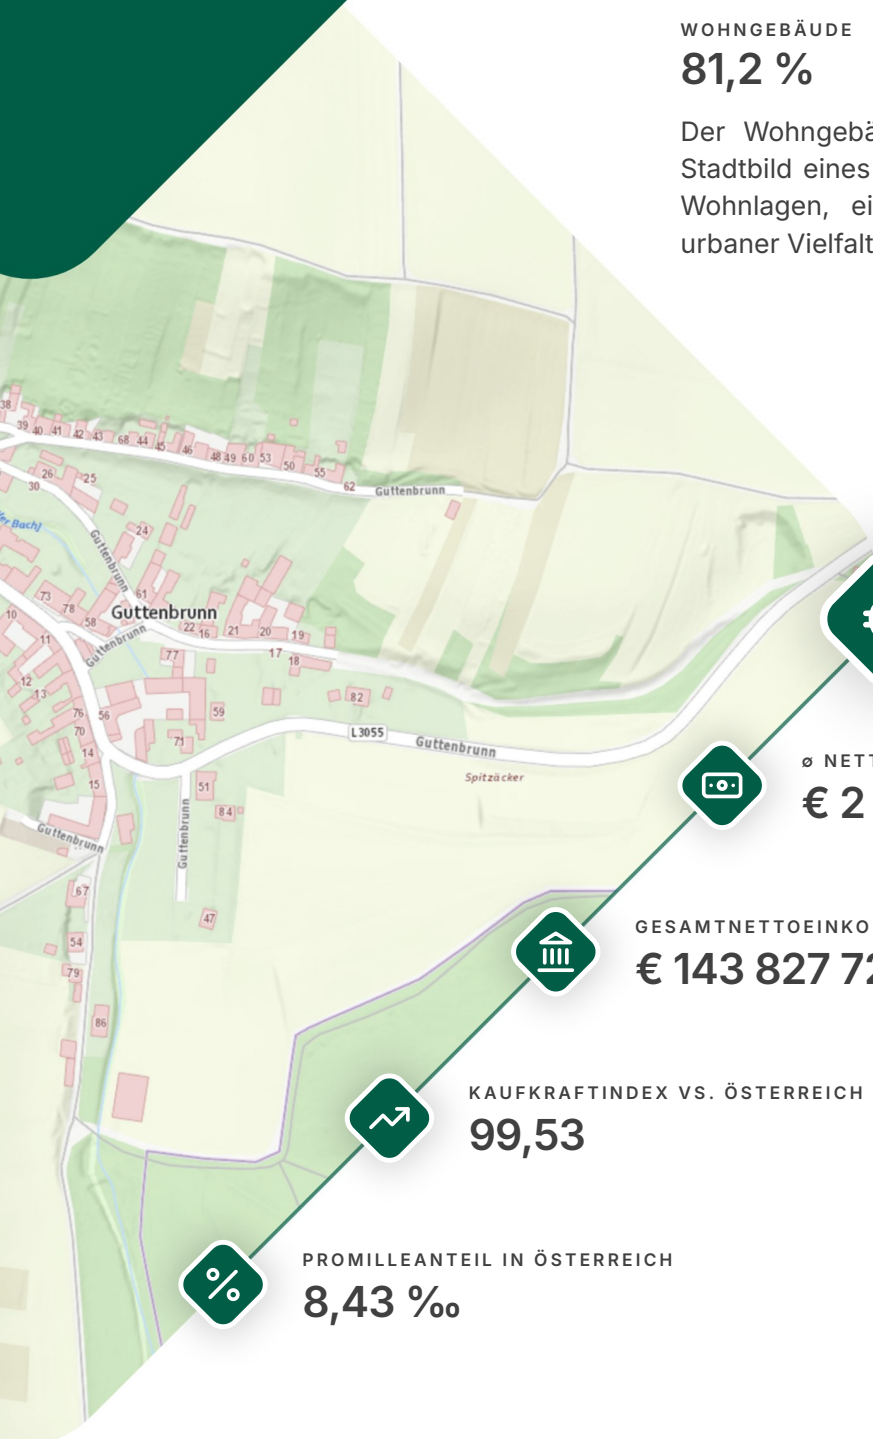 WOHNGEBÄUDE
81,2 %
Der Wohngebä
Stadtbild eines
Wohnlagen, ei
urbaner Vielfalt
38
39 40 41 42 43 68 44 45 46 48 49 60 53 50 55 62
Guttenbrunn
26
30
25
24
Guttenbrunn
61
73
78
58
Guttenbrunn
10
11
22
16
21
20
19
17
18
Guttenbrunn
77
12
13
76
70
56
59
82
71
L3055
Guttenbrunn
Spitzäcker
14
15
51
84
Guttenbrunn
Guttenbrunn
67
47
54
79
86
ø NETT
€ 2
GESAMTNETTOEINKO
€ 143 827 72
KAUFKRAFTINDEX VS. ÖSTERREICH
99,53
PROMILLEANTEIL IN ÖSTERREICH
8,43 ‰